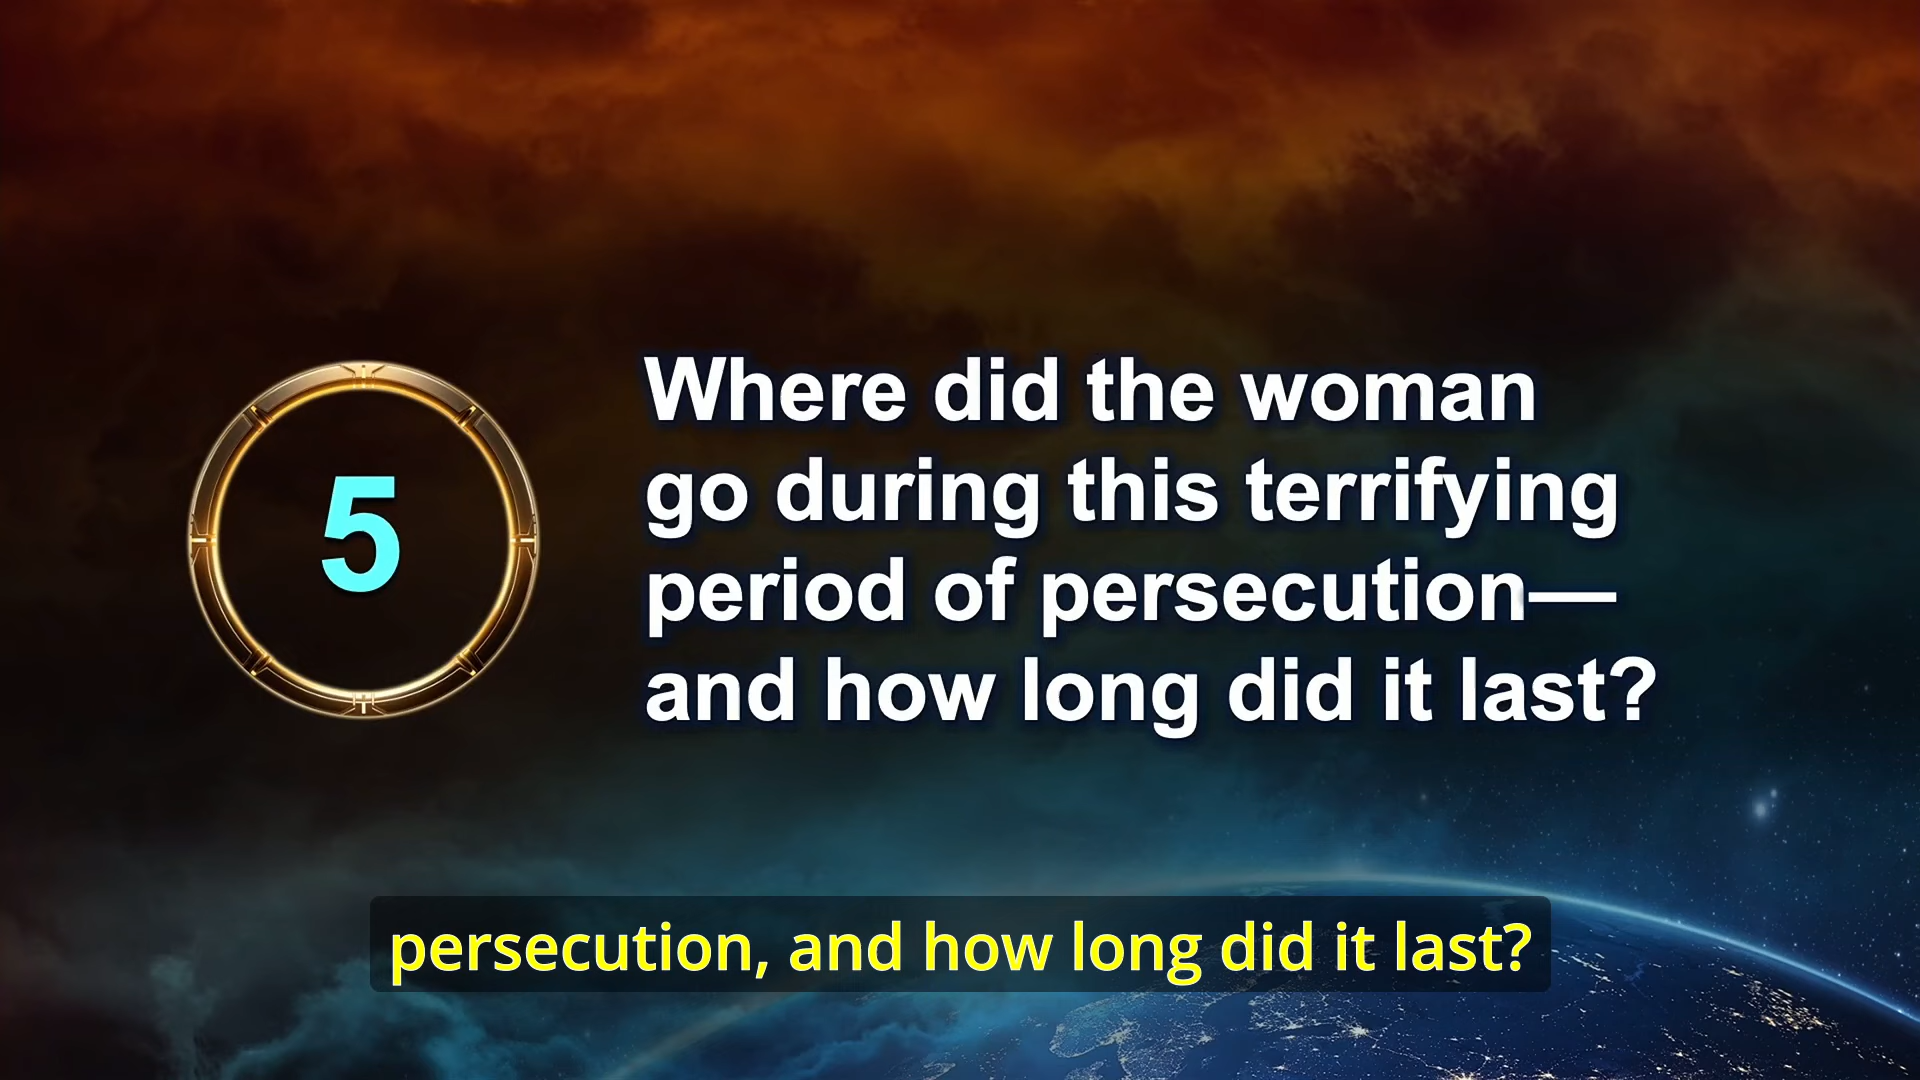 5
Where did the woman
go during this terrifying
period of persecution—
and how long did it last?
persecution, and how long did it last?